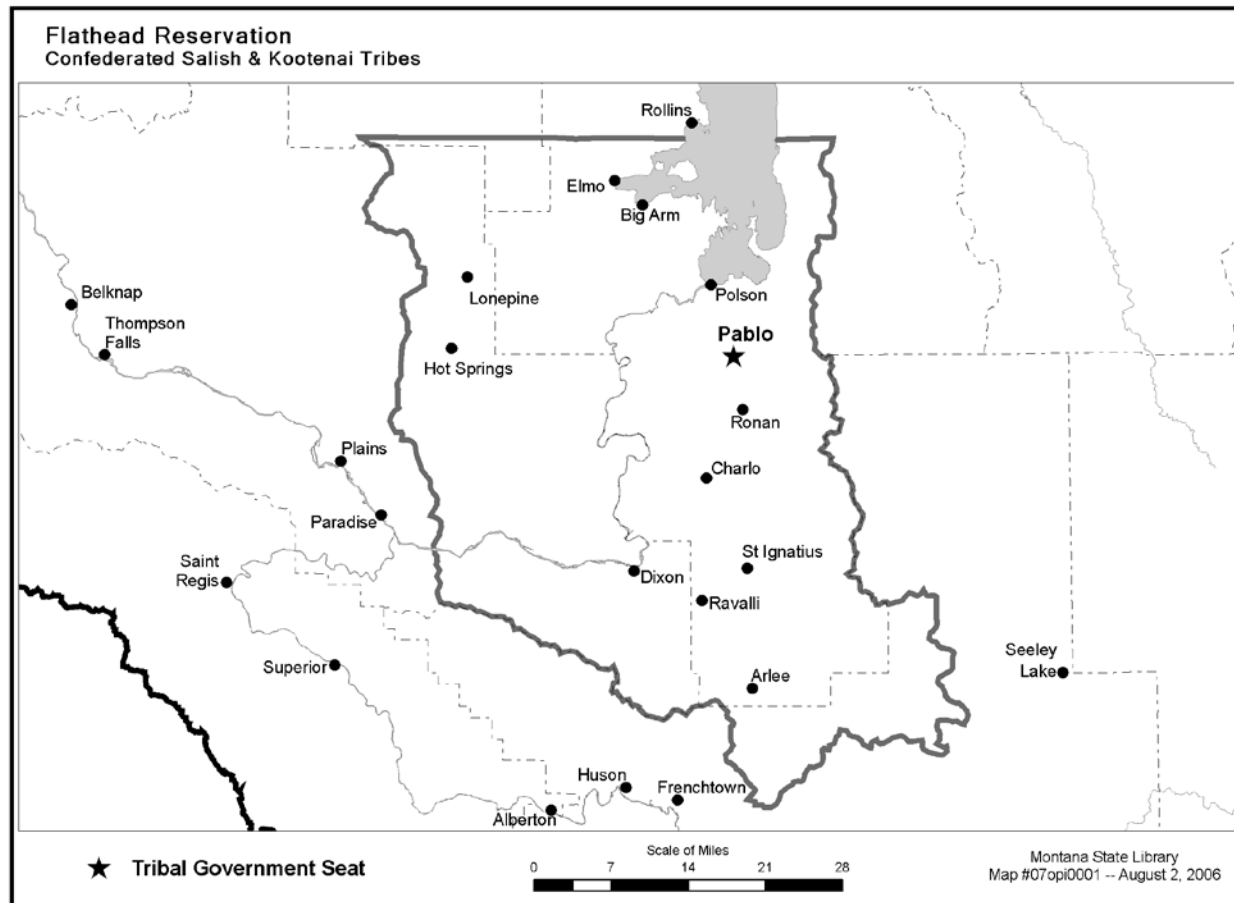 Flathead Reservation
Confederated Salish & Kootenai Tribes
Rollins
Elmo
Big Arm
Belknap
Lonepine
Polson
Thompson
Falls
Pablo
Hot Springs
Ronan
Plains
Charlo
Paradise
St Ignatius
Saint
Regis
Dixon
Ravalli
Superior
Seeley
Lake
Arlee
Huson
Frenchtown
Alberton
Tribal Government Seat
Scale of Miles
0 7 14 21 28
Montana State Library
Map #07opi0001 -- August 2, 2006